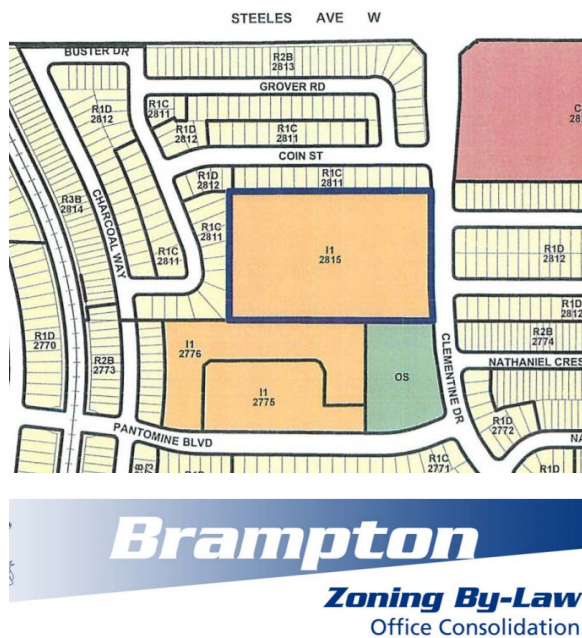 STEELES AVE W
BUSTER DR
R2B
2813
GROVER RD
R1D
2812
R1C
2811
R1D
2812
R1C
2811
COIN ST
R1D
2812
R1C
2811
R3B
2814
CHARCOAL WAY
R1C
2811
R1C
2811
I1
2815
R1D
2812
R1D
2812
R2B
2774
NATHANIEL CRES
R1D
2770
R2B
2773
I1
2776
I1
2775
OS
CLEMENTINE DR
R1D
2772
PANTOMINE BLVD
R1C
2771
R1D
Brampton
Zoning By-Law
Office Consolidation